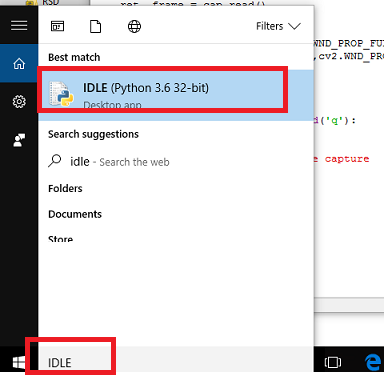 RSD
ret, frame = cap.read()
Filters
WND_PROP_FU
Best match
,cv2.WND_PRO
IDLE (Python 3.6 32-bit)
Desktop app
d('q'):
Search suggestions
e capture
idle - Search the web
Folders
Documents
Store
IDLE